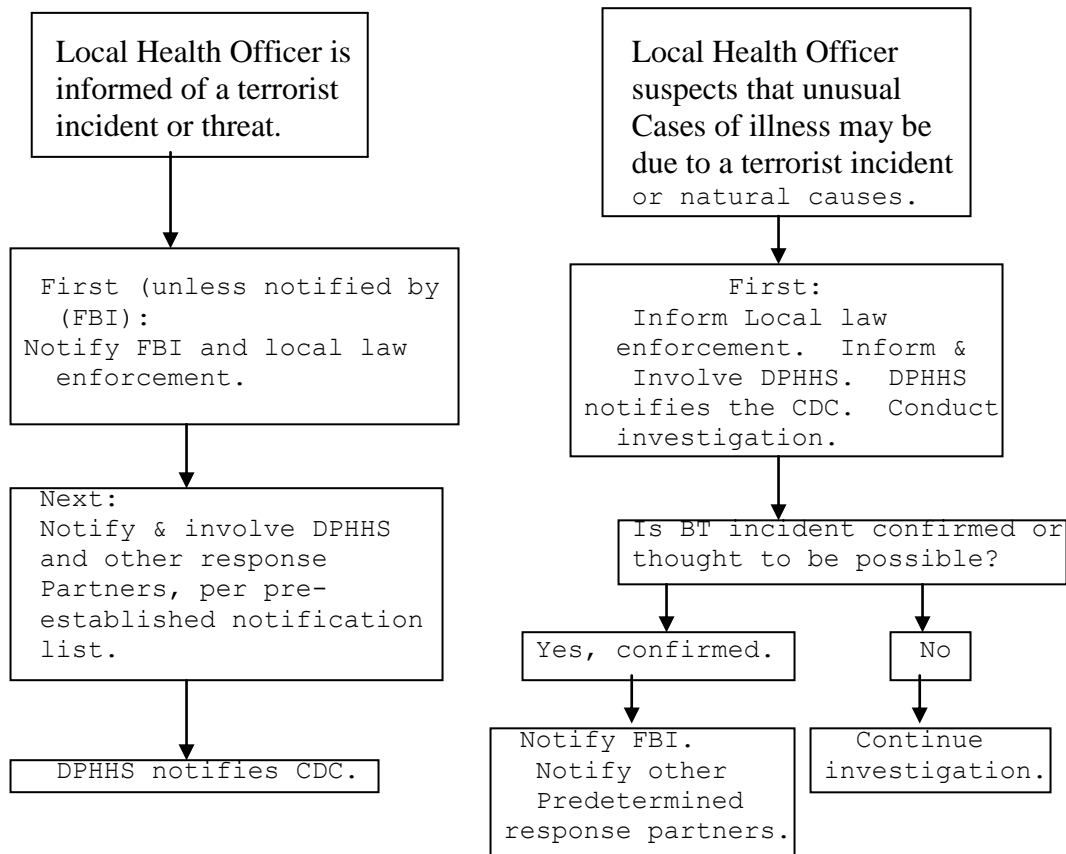 Local Health Officer is
informed of a terrorist
incident or threat.
First (unless notified by
(FBI):
Notify FBI and local law
enforcement.
Next:
Notify & involve DPHHS
and other response
Partners, per pre-
established notification
list.
DPHHS notifies CDC.
Local Health Officer
suspects that unusual
Cases of illness may be
due to a terrorist incident
or natural causes.
First:
Inform Local law
enforcement. Inform &
Involve DPHHS. DPHHS
notifies the CDC. Conduct
investigation.
Is BT incident confirmed or
thought to be possible?
Yes, confirmed.
Notify FBI.
Notify other
Predetermined
response partners.
No
Continue
investigation.